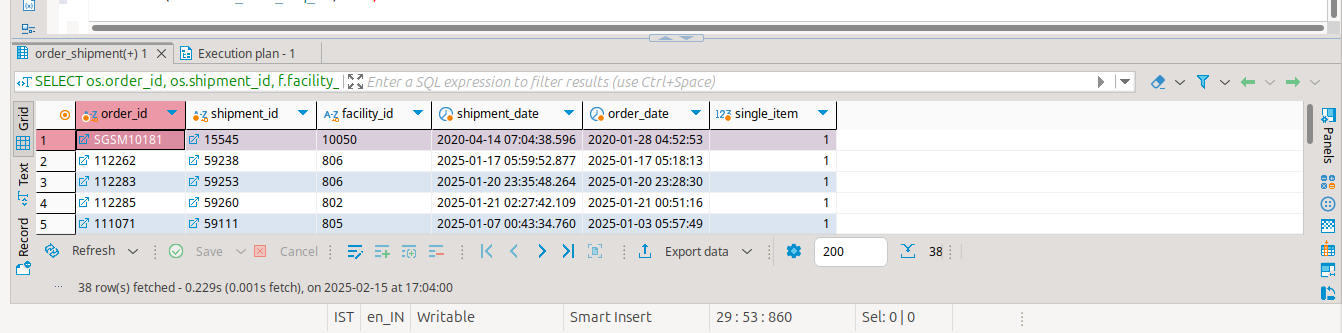 order_shipment(+) 1 Execution plan - 1
SELECT os.order_id, os.shipment_id, f.facility_ Enter a SQL expression to filter results (use Ctrl+Space)
Grid
Text
Record
order_id shipment_id facility_id shipment_date order_date single_item
1 SGSM10181 15545 10050 2020-04-14 07:04:38.596 2020-01-28 04:52:53 1
2 112262 59238 806 2025-01-17 05:59:52.877 2025-01-17 05:18:13 1
3 112283 59253 806 2025-01-20 23:35:48.264 2025-01-20 23:28:30 1
4 112285 59260 802 2025-01-21 02:27:42.109 2025-01-21 00:51:16 1
5 111071 59111 805 2025-01-07 00:43:34.760 2025-01-03 05:57:49 1
Panels
Refresh Save Cancel Export data 200 38
38 row(s) fetched - 0.229s (0.001s fetch), on 2025-02-15 at 17:04:00
IST en_IN Writable Smart Insert 29 : 53 : 860 Sel: 0 | 0